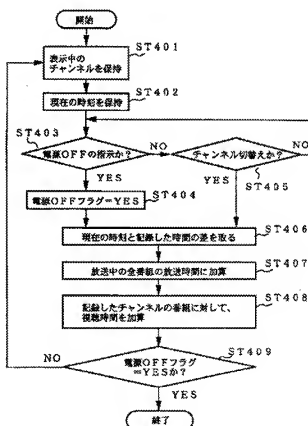 開始
ST401
表示中の
チャンネルを保持
ST402
現在の時刻を保持
ST403
電源OFFの指示か?
NO
チャンネル切替えか?
NO
YES
ST404
YES
ST405
電源OFFフラグ=YES
ST406
現在の時刻と記録した時間の差を取る
ST407
放送中の全番組の放送時間に加算
ST408
記録したチャンネルの番組に対して、
視聴時間を加算
ST409
NO
電源OFFフラグ
=YESか?
YES
終了